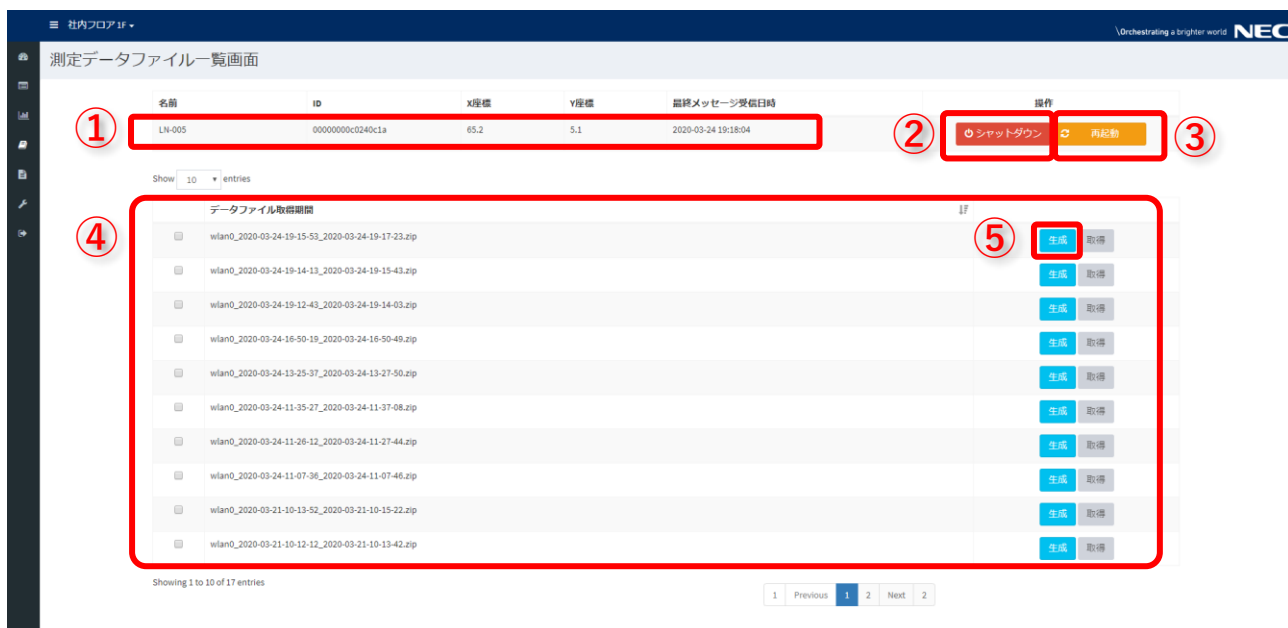 社内フロア 1F
\Orchestrating a brighter world NEC
測定データファイル一覧画面
名前 ID X座標 Y座標 最終メッセージ受信日時 操作
① LN-005 00000000c0240c1a 65.2 5.1 2020-03-24 19:18:04 ② シャットダウン 再起動 ③
Show 10 entries
データファイル取得期間
④ wlan0_2020-03-24-19-15-53_2020-03-24-19-17-23.zip ⑤ 生成 取得
wlan0_2020-03-24-19-14-13_2020-03-24-19-15-43.zip 生成 取得
wlan0_2020-03-24-19-12-43_2020-03-24-19-14-03.zip 生成 取得
wlan0_2020-03-24-16-50-19_2020-03-24-16-50-49.zip 生成 取得
wlan0_2020-03-24-13-25-37_2020-03-24-13-27-50.zip 生成 取得
wlan0_2020-03-24-11-35-27_2020-03-24-11-37-08.zip 生成 取得
wlan0_2020-03-24-11-26-12_2020-03-24-11-27-44.zip 生成 取得
wlan0_2020-03-24-11-07-36_2020-03-24-11-07-46.zip 生成 取得
wlan0_2020-03-21-10-13-52_2020-03-21-10-15-22.zip 生成 取得
wlan0_2020-03-21-10-12-12_2020-03-21-10-13-42.zip 生成 取得
Showing 1 to 10 of 17 entries
1 Previous 1 2 Next 2